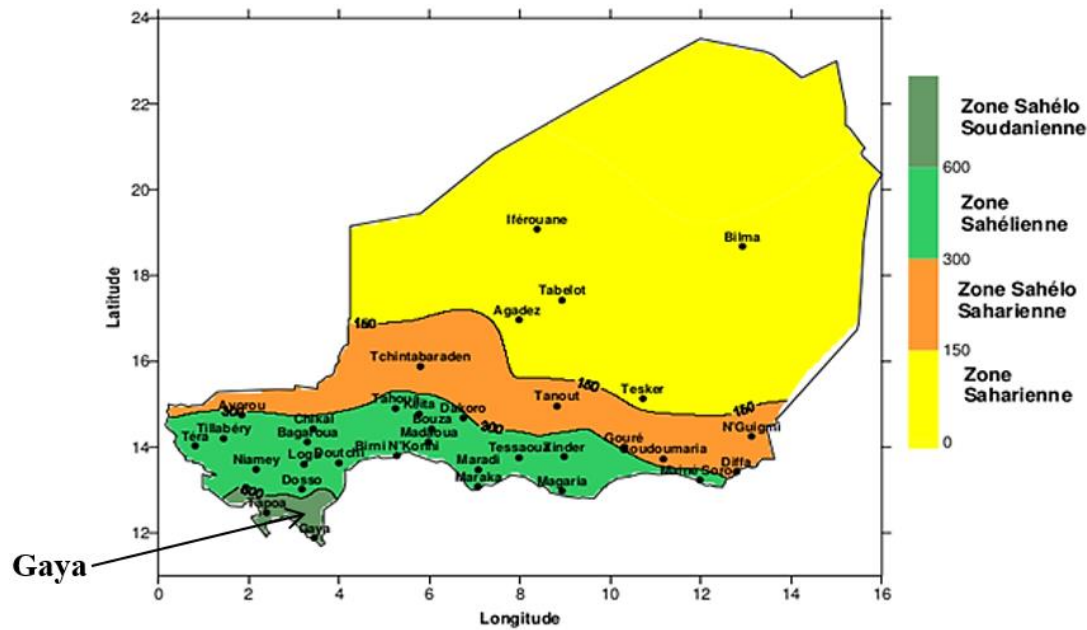 24
22
20
18
16
14
12
Latitude
0
2
4
6
8
10
12
14
16
Longitude
Iférouane
Bilma
Tabelot
Agadez
150
Tchintabaraden
150
Tesker
Tanout
150
N'Guigmi
Ayorou
300
Tahoua
Keita
Dakoro
Chikal
Bouza
300
Tillabéry
Téra
Bagaroua
Madaoua
Gouré
Goudoumaria
Birni N'Konni
Tessaoua
Zinder
Niamey
Loga
Doutchi
Maradi
Diffa
Dosso
Maraka
Magaria
600
Tapoa
Gaya
Gaya
Zone Sahélo
Soudanienne
600
Zone
Sahélienne
300
Zone Sahélo
Saharienne
150
Zone
Saharienne
0